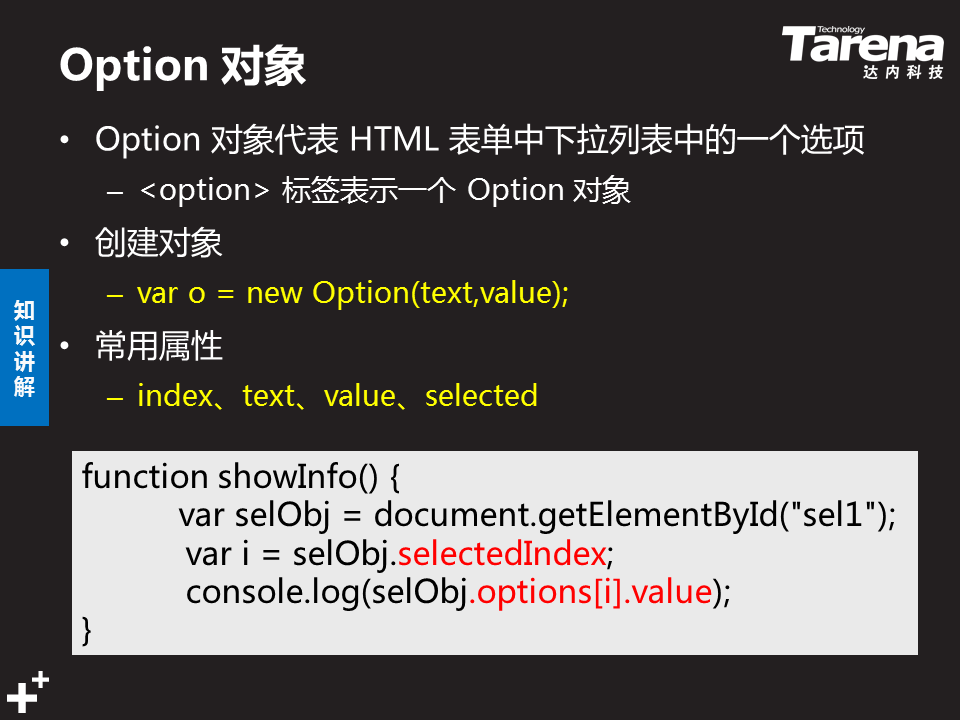 Option 对象
Technology
Tarena
达内科技
• Option 对象代表 HTML 表单中下拉列表中的一个选项
– <option> 标签表示一个 Option 对象
• 创建对象
– var o = new Option(text,value);
• 常用属性
– index、text、value、selected
知识讲解
function showInfo() {
var selObj = document.getElementById("sel1");
var i = selObj.selectedIndex;
console.log(selObj.options[i].value);
}